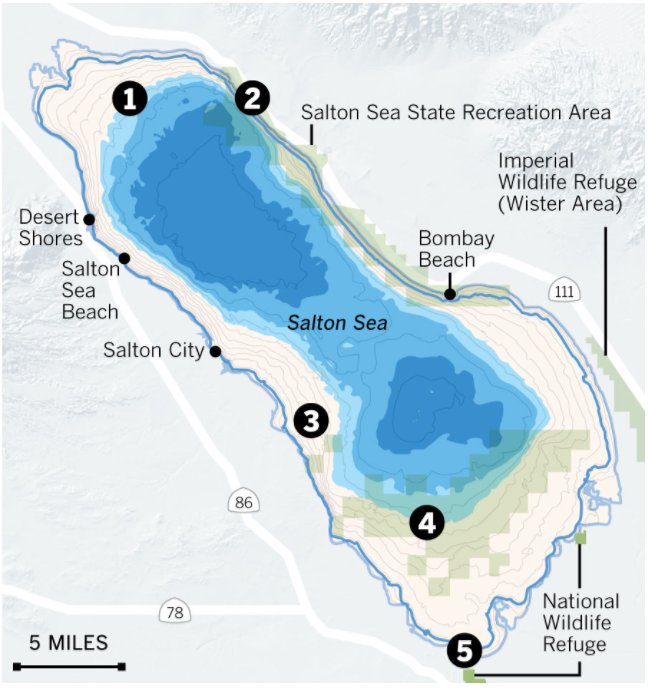 1
2
Salton Sea State Recreation Area
Imperial
Wildlife Refuge
(Wister Area)
Desert
Shores
Bombay
Beach
Salton
Sea
Beach
111
Salton Sea
Salton City
3
86
4
78
National
Wildlife
Refuge
5 MILES
5